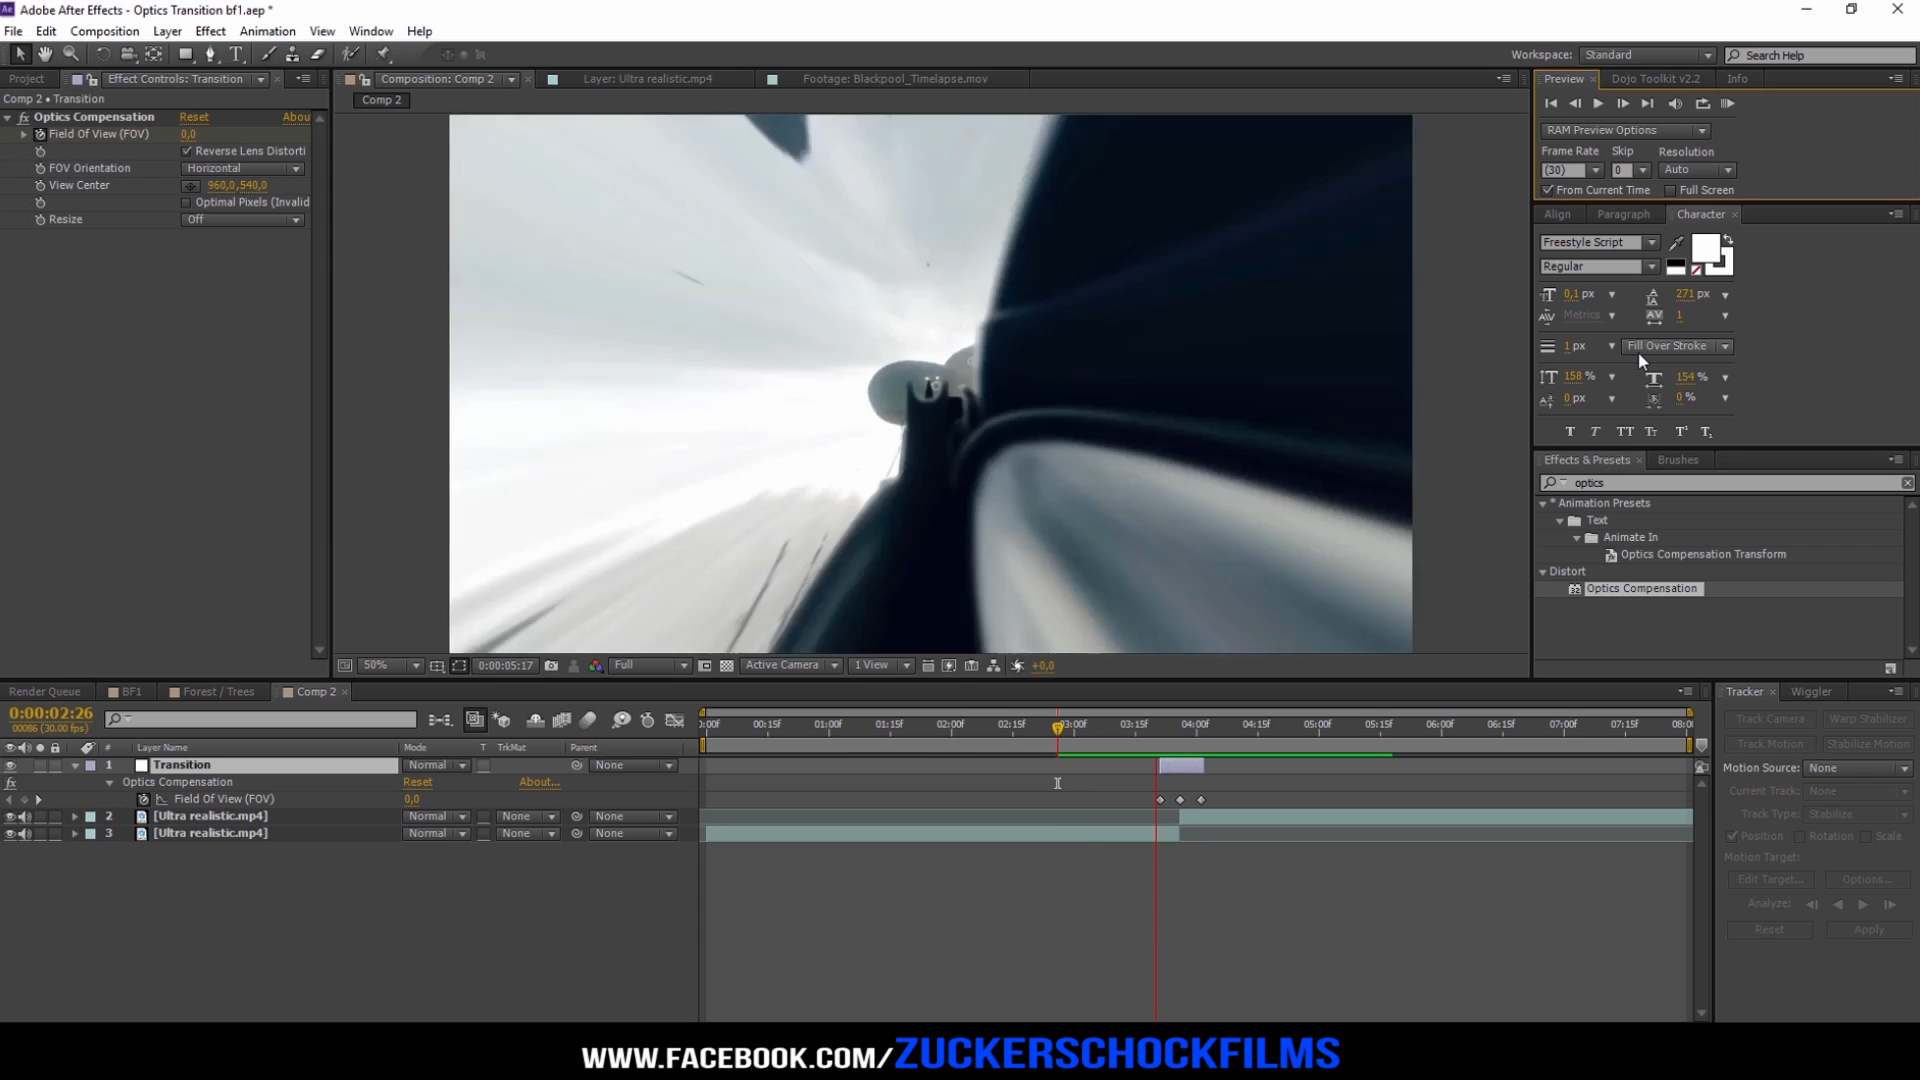 Adobe After Effects - Optics Transition bf1.aep *
File Edit Composition Layer Effect Animation View Window Help
Workspace: Standard Search Help
Project Effect Controls: Transition Composition: Comp 2 Layer: Ultra realistic.mp4 Footage: Blackpool_Timelapse.mov Preview Dojo Toolkit v2.2 Info
Comp 2 • Transition
Comp 2
Optics Compensation Reset Abou
Field Of View (FOV) 0,0
Reverse Lens Distorti
FOV Orientation Horizontal
View Center 960,0,540,0
Optimal Pixels (Invalid
Resize Off
RAM Preview Options
Frame Rate Skip Resolution
(30) 0 Auto
From Current Time Full Screen
Align Paragraph Character
Freestyle Script
Regular
0,1 px 271 px
Metrics 1
1 px Fill Over Stroke
158 % 154 %
0 px 0 %
Effects & Presets Brushes
optics
* Animation Presets
Text
Animate In
Optics Compensation Transform
Distort
Optics Compensation
50% 0:00:05:17 Full Active Camera 1 View +0,0
Render Queue BF1 Forest / Trees Comp 2
0:00:02:26
00086 (30.00 fps)
):00f 00:15f 01:00f 01:15f 02:00f 02:15f 03:00f 03:15f 04:00f 04:15f 05:00f 05:15f 06:00f 06:15f 07:00f 07:15f 08:0
# Layer Name Mode T TrkMat Parent
1 Transition Normal None
Optics Compensation Reset About...
Field Of View (FOV) 0,0
2 [Ultra realistic.mp4] Normal None None
3 [Ultra realistic.mp4] Normal None None
Tracker Wiggler
Track Camera Warp Stabilizer
Track Motion Stabilize Motion
Motion Source: None
Current Track: None
Track Type: Stabilize
Position Rotation Scale
Motion Target:
Edit Target... Options...
Analyze:
Reset Apply
WWW.FACEBOOK.COM/ZUCKERSCHOCKFILMS